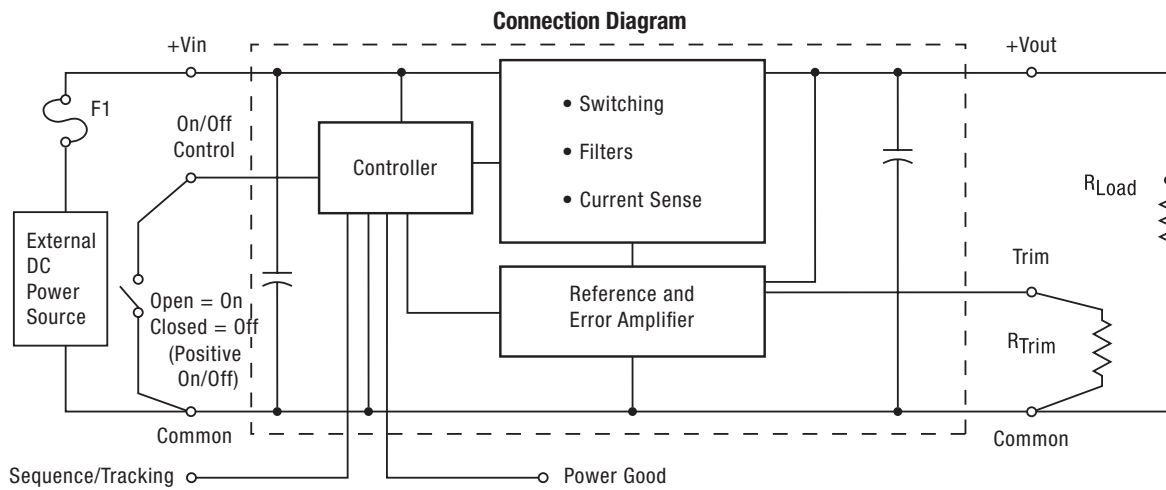 Connection Diagram
+Vin
+Vout
F1
On/Off
Control
Controller
• Switching
• Filters
• Current Sense
RLoad
External
DC
Power
Source
Open = On
Closed = Off
(Positive
On/Off)
Reference and
Error Amplifier
Trim
RTrim
Common
Common
Sequence/Tracking
Power Good